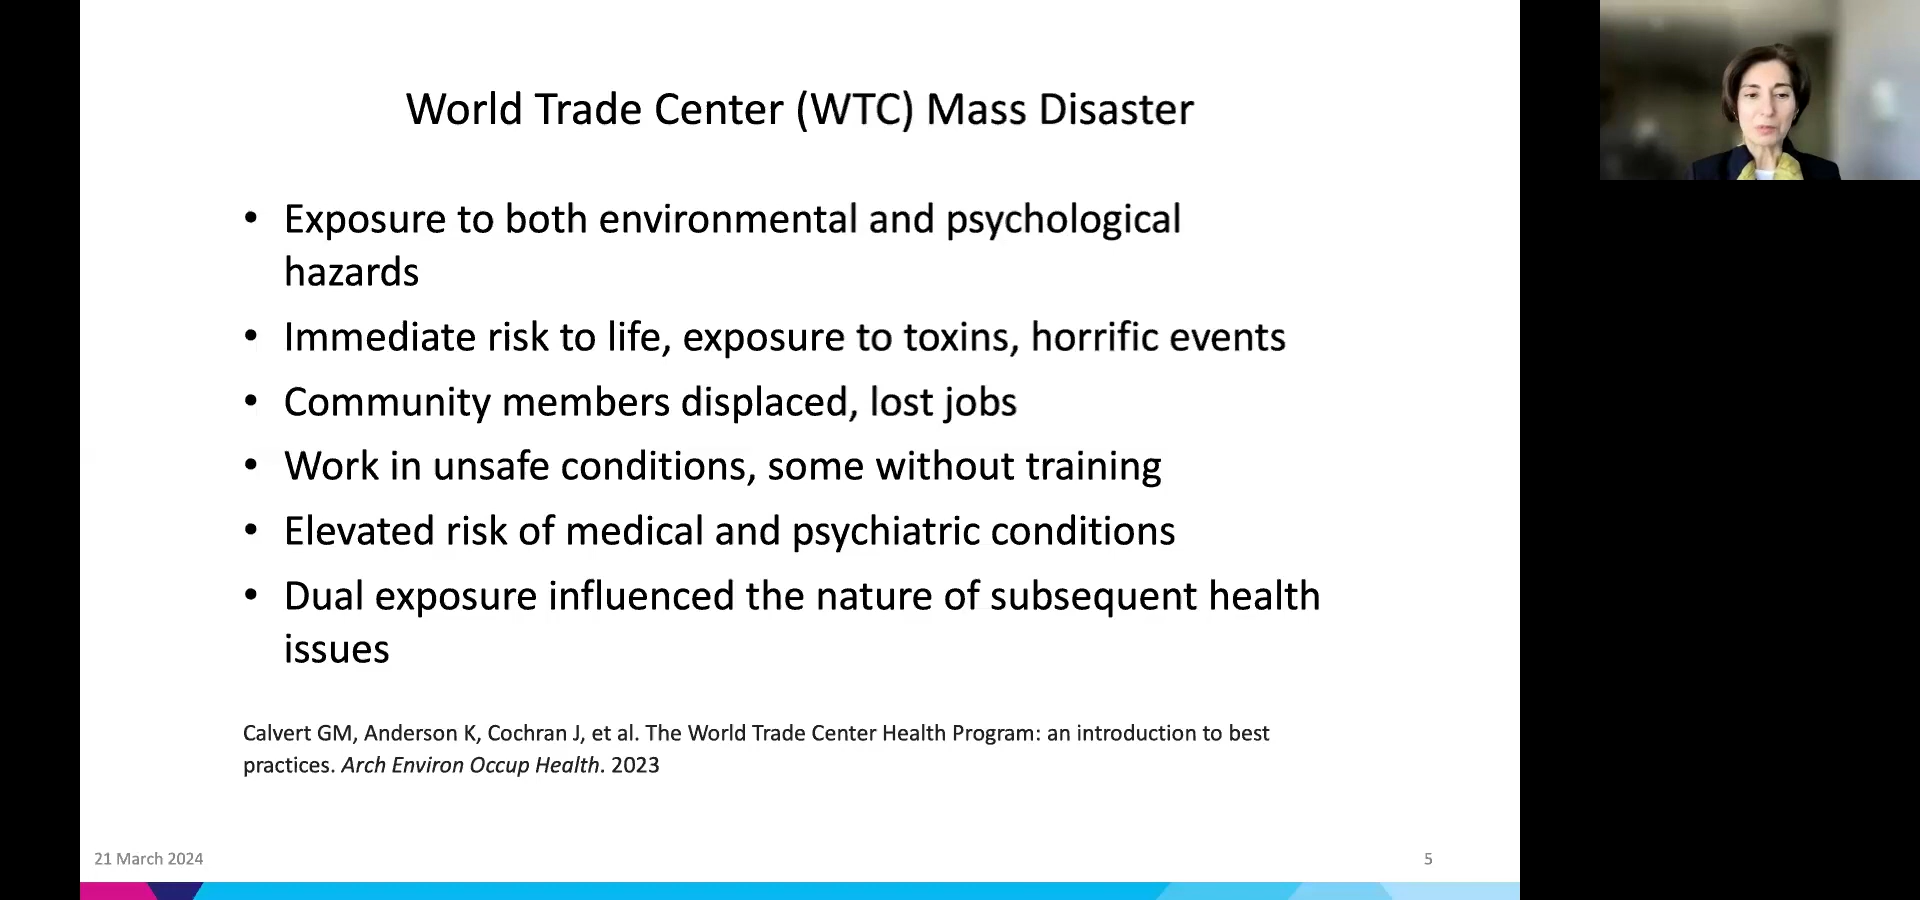 World Trade Center (WTC) Mass Disaster
• Exposure to both environmental and psychological
hazards
• Immediate risk to life, exposure to toxins, horrific events
• Community members displaced, lost jobs
• Work in unsafe conditions, some without training
• Elevated risk of medical and psychiatric conditions
• Dual exposure influenced the nature of subsequent health
issues
Calvert GM, Anderson K, Cochran J, et al. The World Trade Center Health Program: an introduction to best
practices. Arch Environ Occup Health. 2023
21 March 2024
5